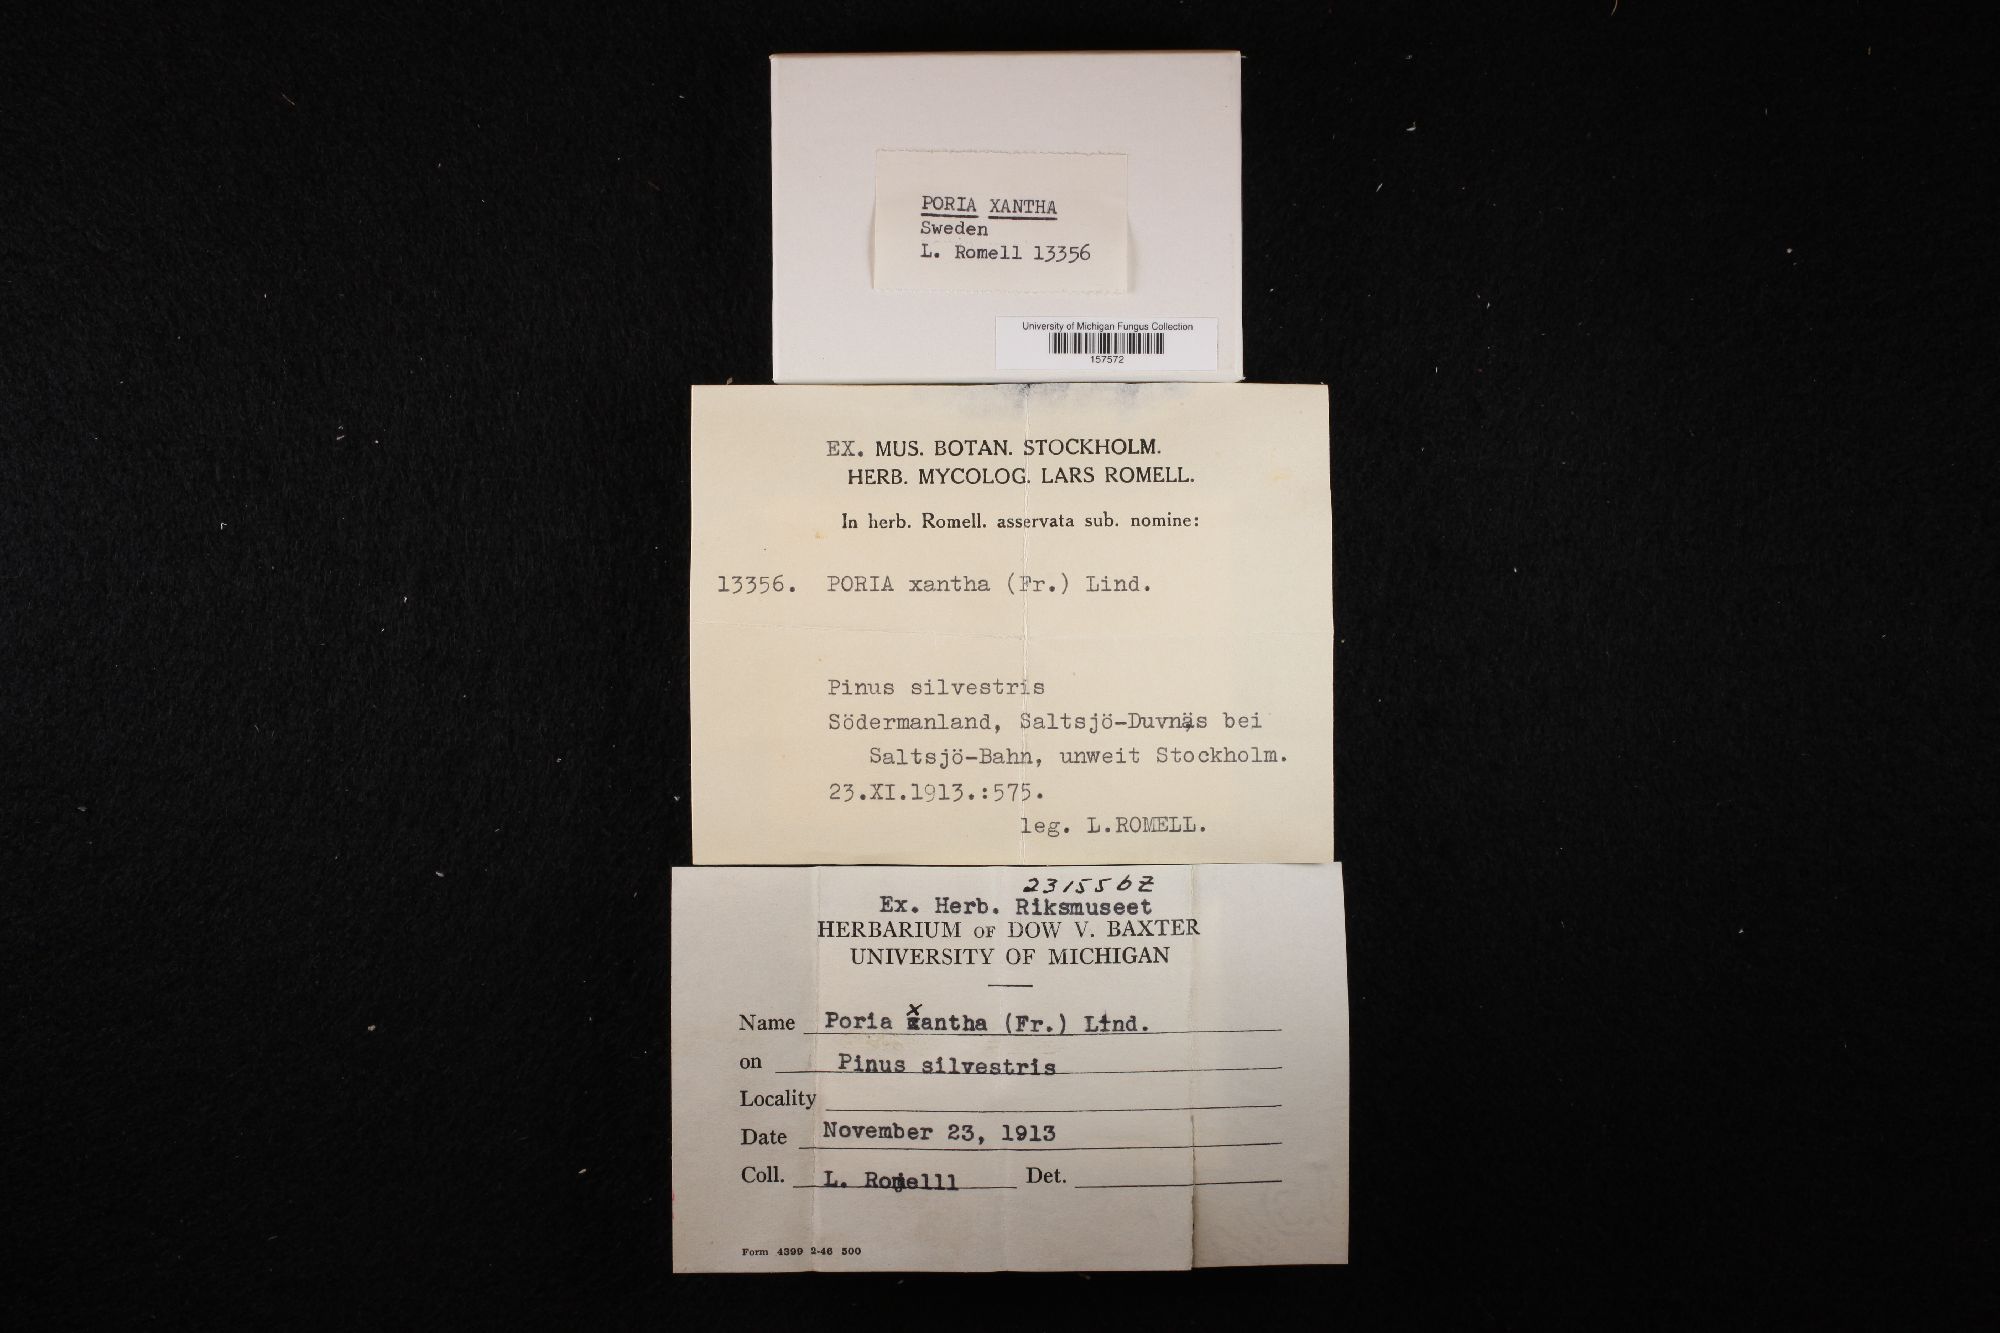 PORIA XANTHA
Sweden
L. Romell 13356
University of Michigan Fungus Collection
157572
EX. MUS. BOTAN. STOCKHOLM.
HERB. MYCOLOG. LARS ROMELL.
In herb. Romell. asservata sub. nomine:
13356. PORIA xantha (Fr.) Lind.
Pinus silvestris
Södermanland, Saltsjö-Duvnäs bei
Saltsjö-Bahn, unweit Stockholm.
23.XI.1913.:575.
leg. L.ROMELL.
231556Z
Ex. Herb. Riksmuseet
HERBARIUM OF DOW V. BAXTER
UNIVERSITY OF MICHIGAN
Name Poria xantha (Fr.) Lind.
on Pinus silvestris
Locality
Date November 23, 1913
Coll. L. Romelll Det.
Form 4399 2-46 500